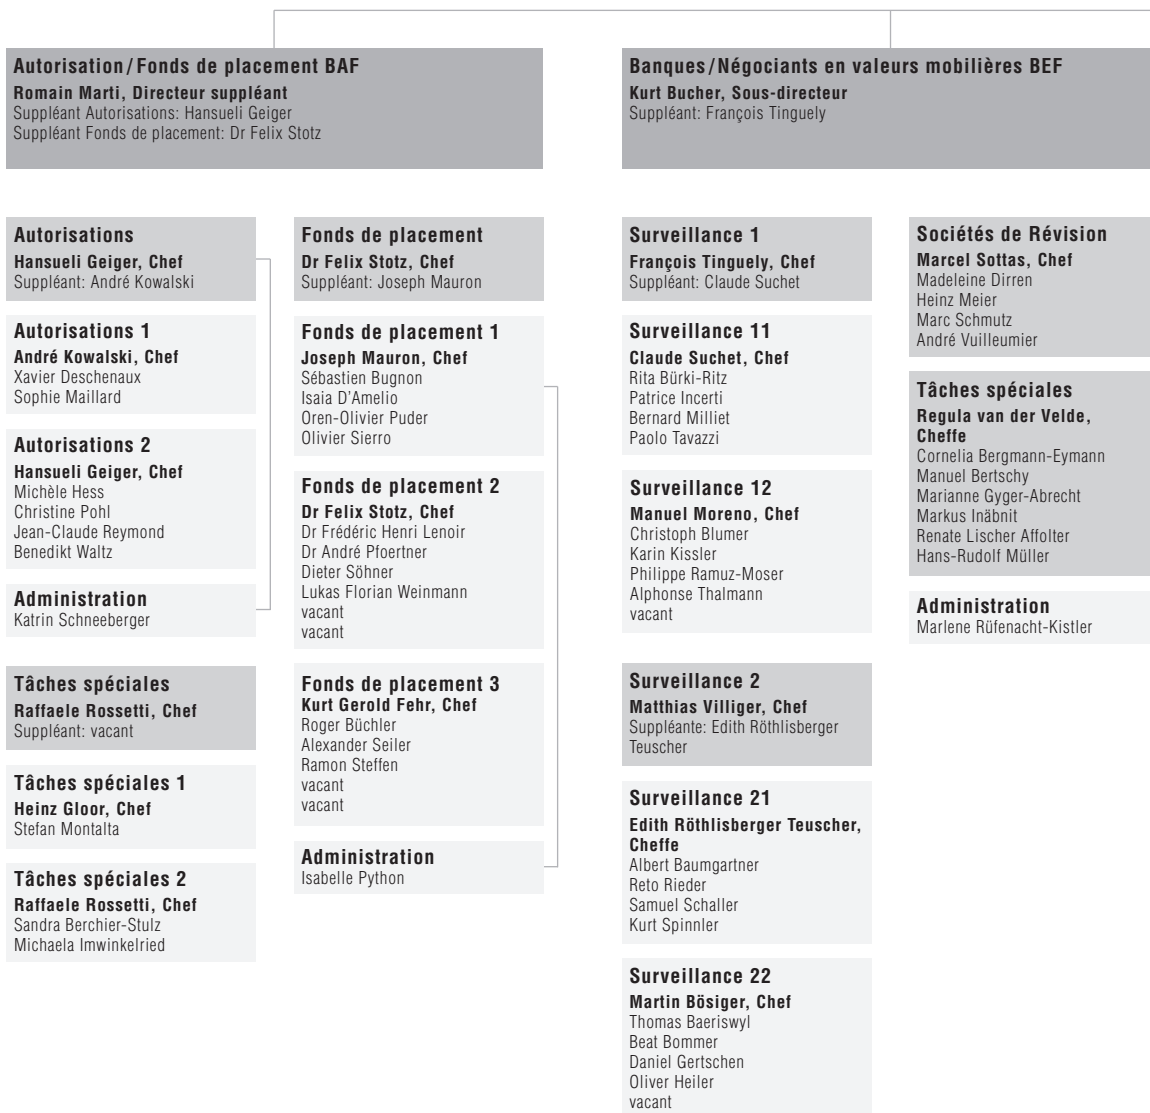 Autorisation/Fonds de placement BAF
Romain Marti, Directeur suppléant
Suppléant Autorisations: Hansueli Geiger
Suppléant Fonds de placement: Dr Felix Stotz
Autorisations
Hansueli Geiger, Chef
Suppléant: André Kowalski
Autorisations 1
André Kowalski, Chef
Xavier Deschenaux
Sophie Maillard
Autorisations 2
Hansueli Geiger, Chef
Michèle Hess
Christine Pohl
Jean-Claude Reymond
Benedikt Waltz
Administration
Katrin Schneeberger
Tâches spéciales
Raffaele Rossetti, Chef
Suppléant: vacant
Tâches spéciales 1
Heinz Gloor, Chef
Stefan Montalta
Tâches spéciales 2
Raffaele Rossetti, Chef
Sandra Berchier-Stulz
Michaela Imwinkelried
Fonds de placement
Dr Felix Stotz, Chef
Suppléant: Joseph Mauron
Fonds de placement 1
Joseph Mauron, Chef
Sébastien Bugnon
Isaia D'Amelio
Oren-Olivier Puder
Olivier Sierro
Fonds de placement 2
Dr Felix Stotz, Chef
Dr Frédéric Henri Lenoir
Dr André Pfoertner
Dieter Söhner
Lukas Florian Weinmann
vacant
vacant
Fonds de placement 3
Kurt Gerold Fehr, Chef
Roger Büchler
Alexander Seiler
Ramon Steffen
vacant
vacant
Administration
Isabelle Python
Banques/Négociants en valeurs mobilières BEF
Kurt Bucher, Sous-directeur
Suppléant: François Tinguely
Surveillance 1
François Tinguely, Chef
Suppléant: Claude Suchet
Surveillance 11
Claude Suchet, Chef
Rita Bürki-Ritz
Patrice Incerti
Bernard Milliet
Paolo Tavazzi
Surveillance 12
Manuel Moreno, Chef
Christoph Blumer
Karin Kissler
Philippe Ramuz-Moser
Alphonse Thalmann
vacant
Surveillance 2
Matthias Villiger, Chef
Suppléante: Edith Röthlisberger
Teuscher
Surveillance 21
Edith Röthlisberger Teuscher,
Cheffe
Albert Baumgartner
Reto Rieder
Samuel Schaller
Kurt Spinnler
Surveillance 22
Martin Bösiger, Chef
Thomas Baeriswyl
Beat Bommer
Daniel Gertschen
Oliver Heiler
vacant
Sociétés de Révision
Marcel Sottas, Chef
Madeleine Dirren
Heinz Meier
Marc Schmutz
André Vuilleumier
Tâches spéciales
Regula van der Velde,
Cheffe
Cornelia Bergmann-Eymann
Manuel Bertschy
Marianne Gyger-Abrecht
Markus Inäbnit
Renate Lischer Affolter
Hans-Rudolf Müller
Administration
Marlene Rüfenacht-Kistler